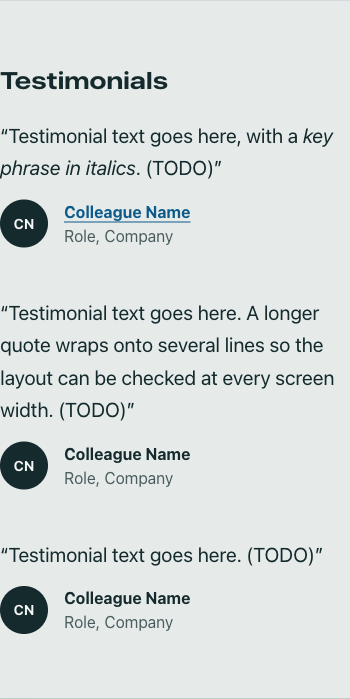 Testimonials
“Testimonial text goes here, with a key
phrase in italics. (TODO)”
CN
Colleague Name
Role, Company
“Testimonial text goes here. A longer
quote wraps onto several lines so the
layout can be checked at every screen
width. (TODO)”
CN
Colleague Name
Role, Company
“Testimonial text goes here. (TODO)”
CN
Colleague Name
Role, Company